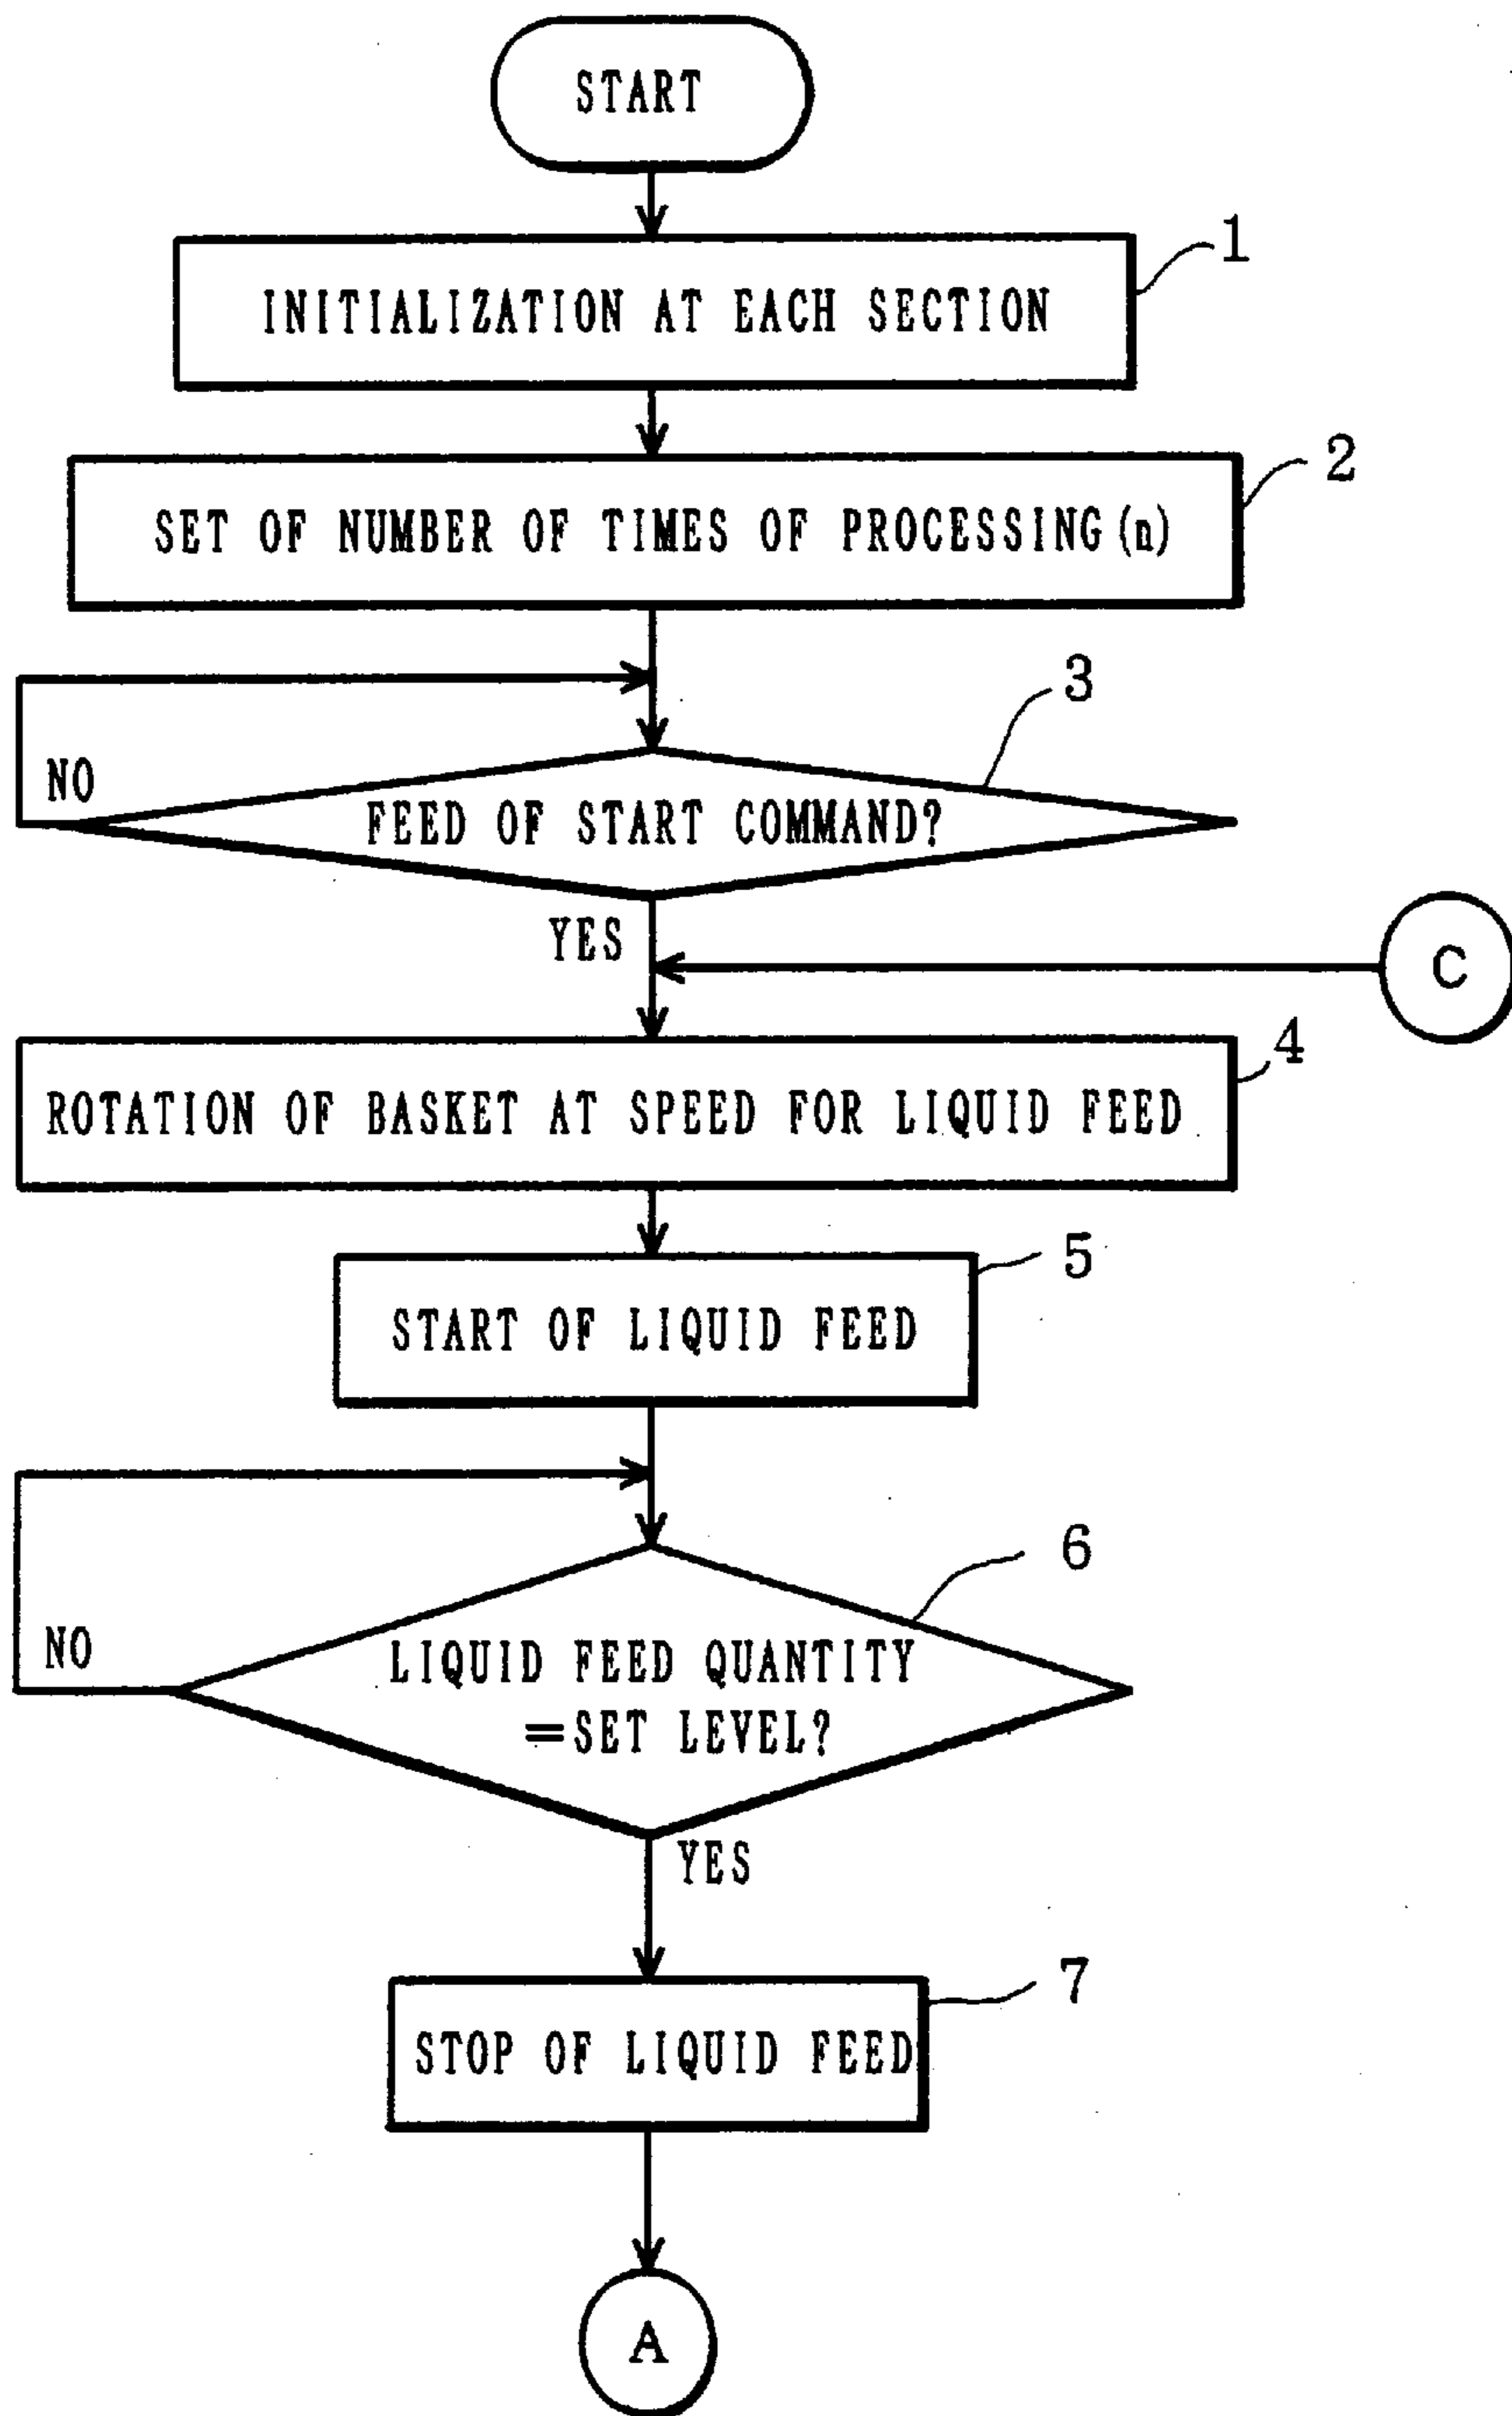 START
1
INITIALIZATION AT EACH SECTION
2
SET OF NUMBER OF TIMES OF PROCESSING(n)
3
NO
FEED OF START COMMAND?
YES
C
4
ROTATION OF BASKET AT SPEED FOR LIQUID FEED
5
START OF LIQUID FEED
6
NO
LIQUID FEED QUANTITY
=SET LEVEL?
YES
7
STOP OF LIQUID FEED
A